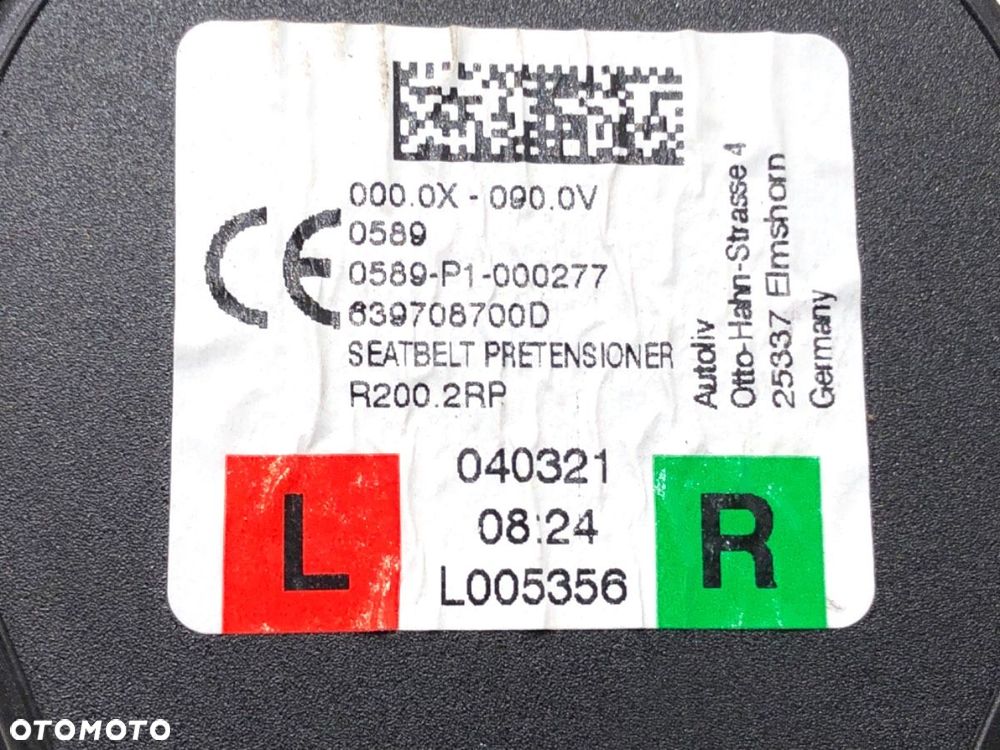 000.0X - 090.0V
CE
0589
0589-P1-000277
639708700D
SEATBELT PRETENSIONER
R200.2RP
Autoliv
Otto-Hahn-Strasse 4
25337 Elmshorn
Germany
L
040321
08:24
L005356
R
OTOMOTO